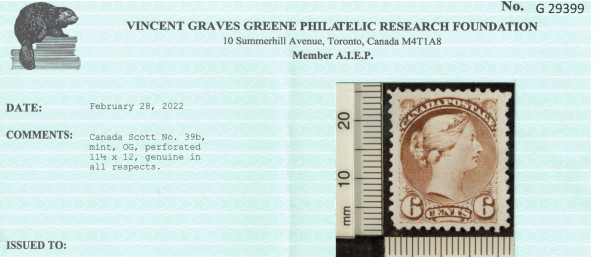 No. G 29399
VINCENT GRAVES GREENE PHILATELIC RESEARCH FOUNDATION
10 Summerhill Avenue, Toronto, Canada M4T1A8
Member A.I.E.P.
DATE: February 28, 2022
COMMENTS: Canada Scott No. 39b,
mint, OG, perforated
11½ x 12, genuine in
all respects.
ISSUED TO:
20
10
mm
CANADA POSTAGE
6 CENTS 6